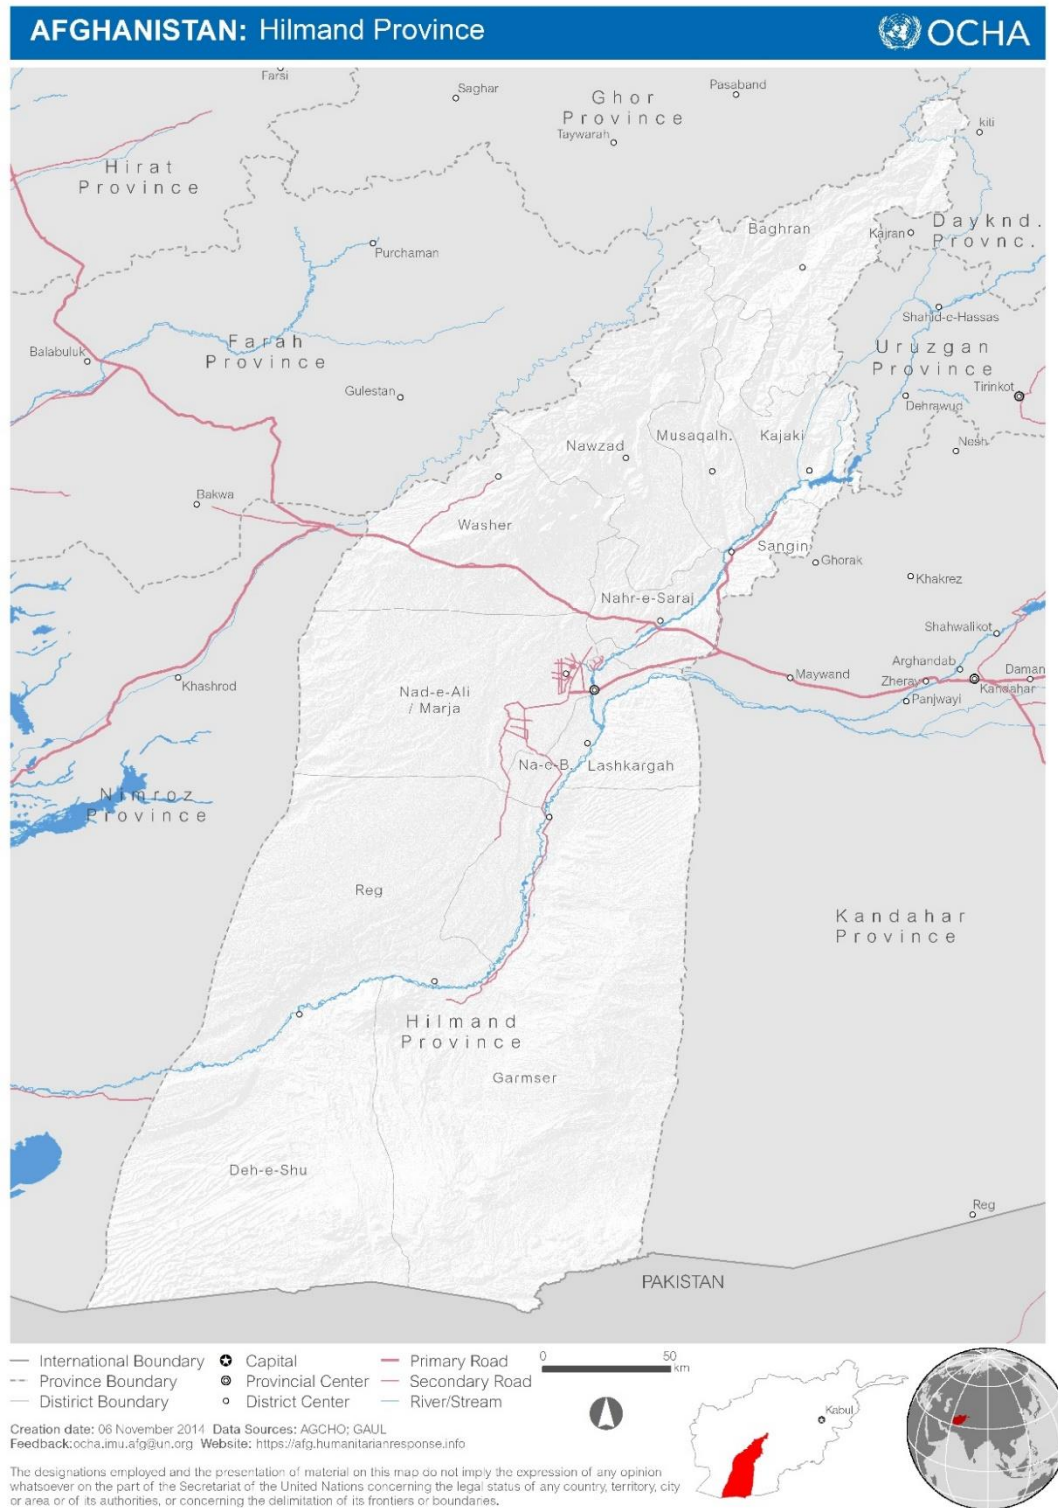 AFGHANISTAN: Hilmand Province
OCHA
Farsi
Saghar
Pasaband
Ghor
Province
Taywarah
kiti
Hirat
Province
Baghran
Kajran
Dayknd.
Provnc.
Purchaman
Shahid-e-Hassas
Farah
Province
Balabuluk
Uruzgan
Province
Tirinkot
Gulestan
Dehrawud
Nesh
Musaqalh.
Kajaki
Nawzad
Bakwa
Washer
Sangin
Ghorak
Khakrez
Nahr-e-Saraj
Shahwalikot
Arghandab
Daman
Khashrod
Maywand
Zheray
Kandahar
Panjwayi
Nad-e-Ali
/ Marja
Na-e-B.
Lashkargah
Nimroz
Province
Reg
Kandahar
Province
Hilmand
Province
Garmser
Deh-e-Shu
Reg
PAKISTAN
International Boundary
Capital
Primary Road
0
50
km
Province Boundary
Provincial Center
Secondary Road
Distirict Boundary
District Center
River/Stream
Kabul
Creation date: 06 November 2014 Data Sources: AGCHO; GAUL
Feedback:ocha.imu.afg@un.org Website: https://afg.humanitarianresponse.info
The designations employed and the presentation of material on this map do not imply the expression of any opinion
whatsoever on the part of the Secretariat of the United Nations concerning the legal status of any country, territory, city
or area or of its authorities, or concerning the delimitation of its frontiers or boundaries.